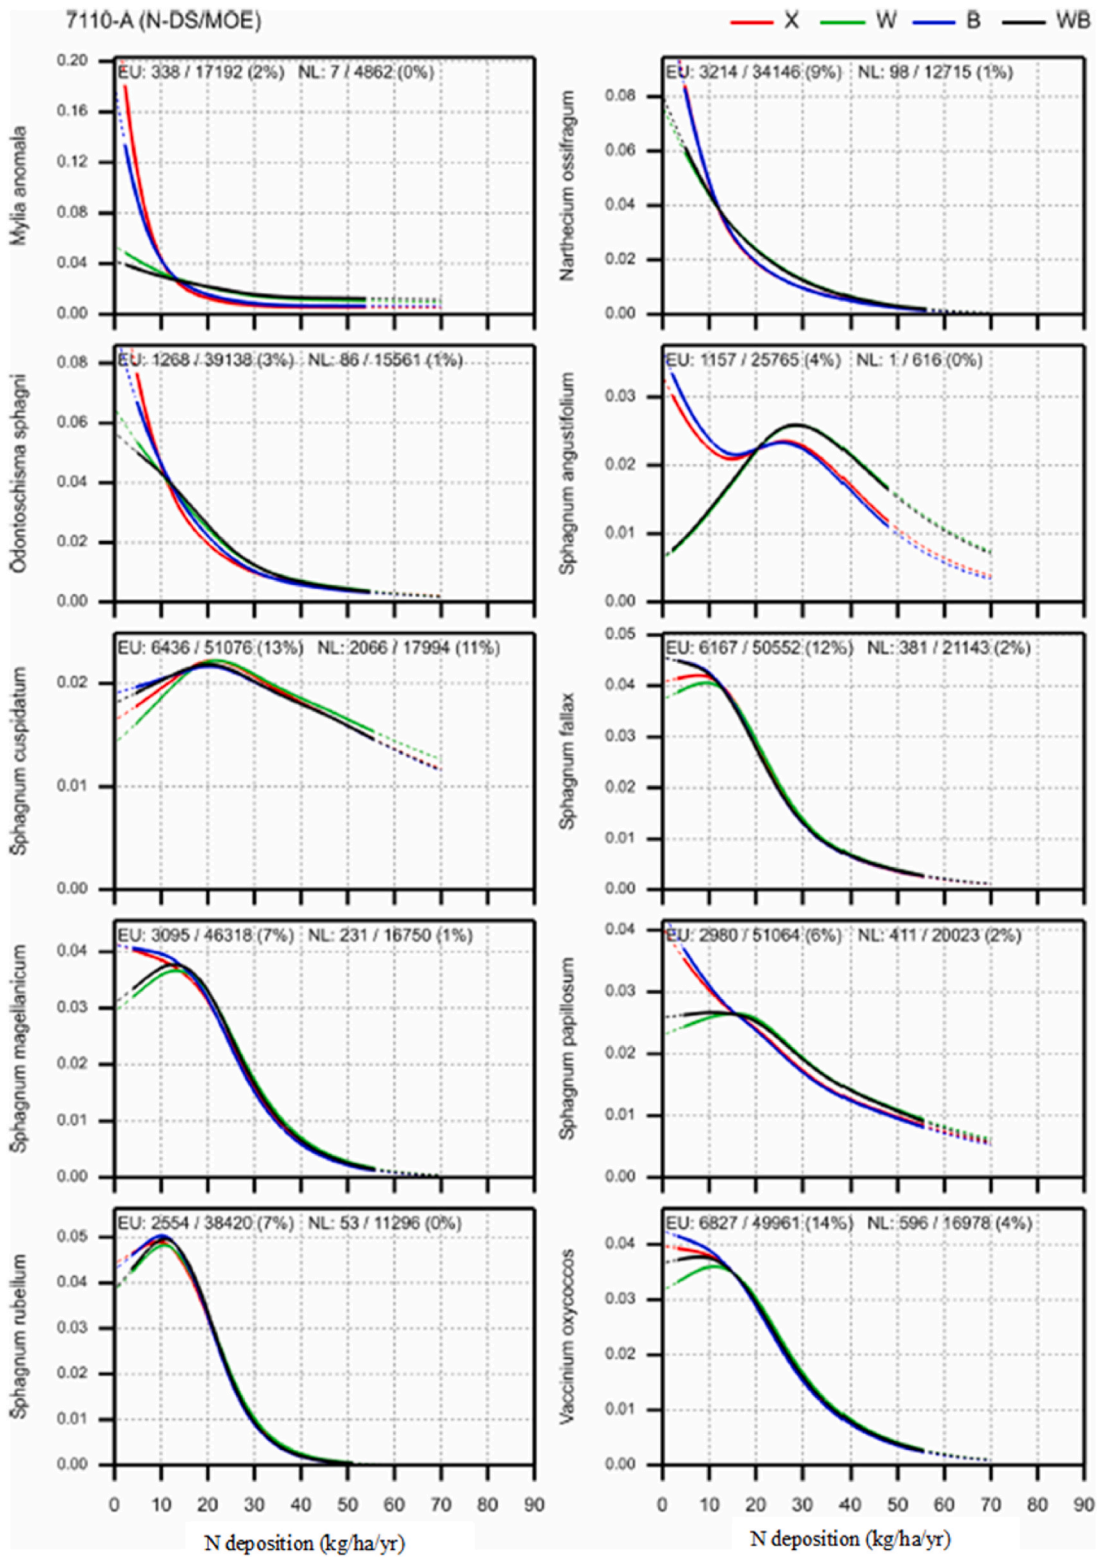 7110-A (N-DS/MOE)
X W B WB
Mylia anomala
EU: 338 / 17192 (2%) NL: 7 / 4862 (0%)
0.20
0.16
0.12
0.08
0.04
0.00
Narthecium ossifragum
EU: 3214 / 34146 (9%) NL: 98 / 12715 (1%)
0.08
0.06
0.04
0.02
0.00
Odontoschisma sphagni
EU: 1268 / 39138 (3%) NL: 86 / 15561 (1%)
0.08
0.06
0.04
0.02
0.00
Sphagnum angustifolium
EU: 1157 / 25765 (4%) NL: 1 / 616 (0%)
0.03
0.02
0.01
0.00
Sphagnum cuspidatum
EU: 6436 / 51076 (13%) NL: 2066 / 17994 (11%)
0.02
0.01
0.00
Sphagnum fallax
EU: 6167 / 50552 (12%) NL: 381 / 21143 (2%)
0.05
0.04
0.03
0.02
0.01
0.00
Sphagnum magellanicum
EU: 3095 / 46318 (7%) NL: 231 / 16750 (1%)
0.04
0.03
0.02
0.01
0.00
Sphagnum papillosum
EU: 2980 / 51064 (6%) NL: 411 / 20023 (2%)
0.04
0.03
0.02
0.01
0.00
Sphagnum rubellum
EU: 2554 / 38420 (7%) NL: 53 / 11296 (0%)
0.05
0.04
0.03
0.02
0.01
0.00
0 10 20 30 40 50 60 70 80 90
N deposition (kg/ha/yr)
Vaccinium oxycoccos
EU: 6827 / 49961 (14%) NL: 596 / 16978 (4%)
0.04
0.03
0.02
0.01
0.00
0 10 20 30 40 50 60 70 80 90
N deposition (kg/ha/yr)